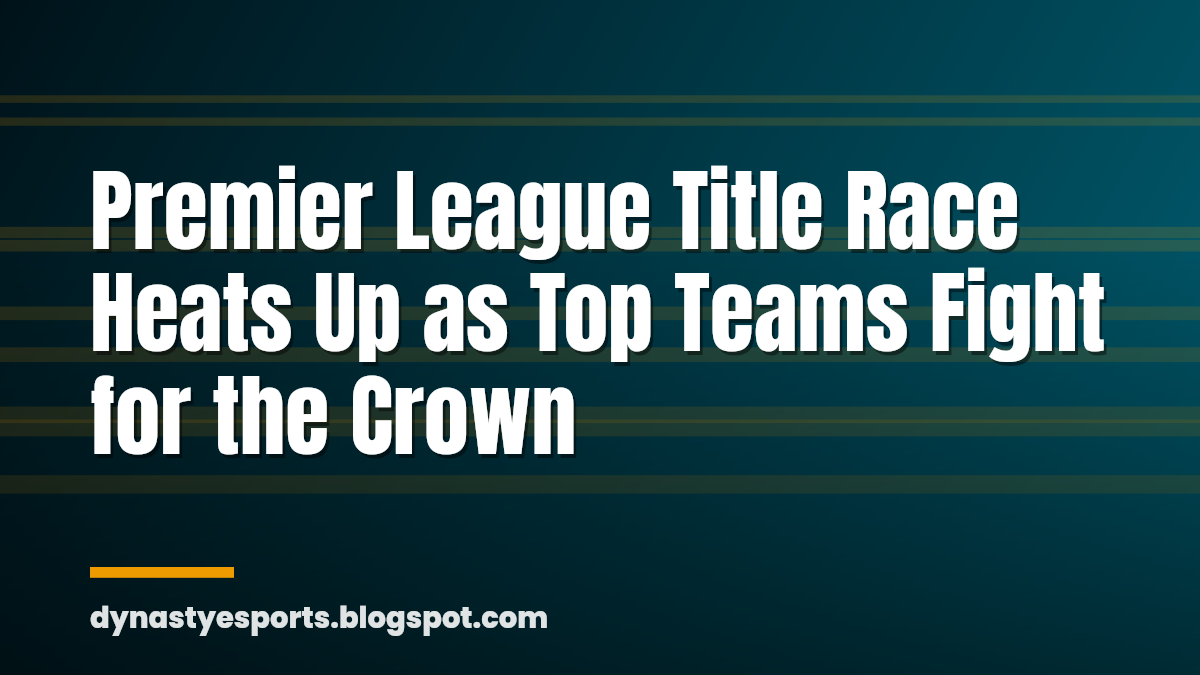 Premier League Title Race
Heats Up as Top Teams Fight
for the Crown
dynastyesports.blogspot.com